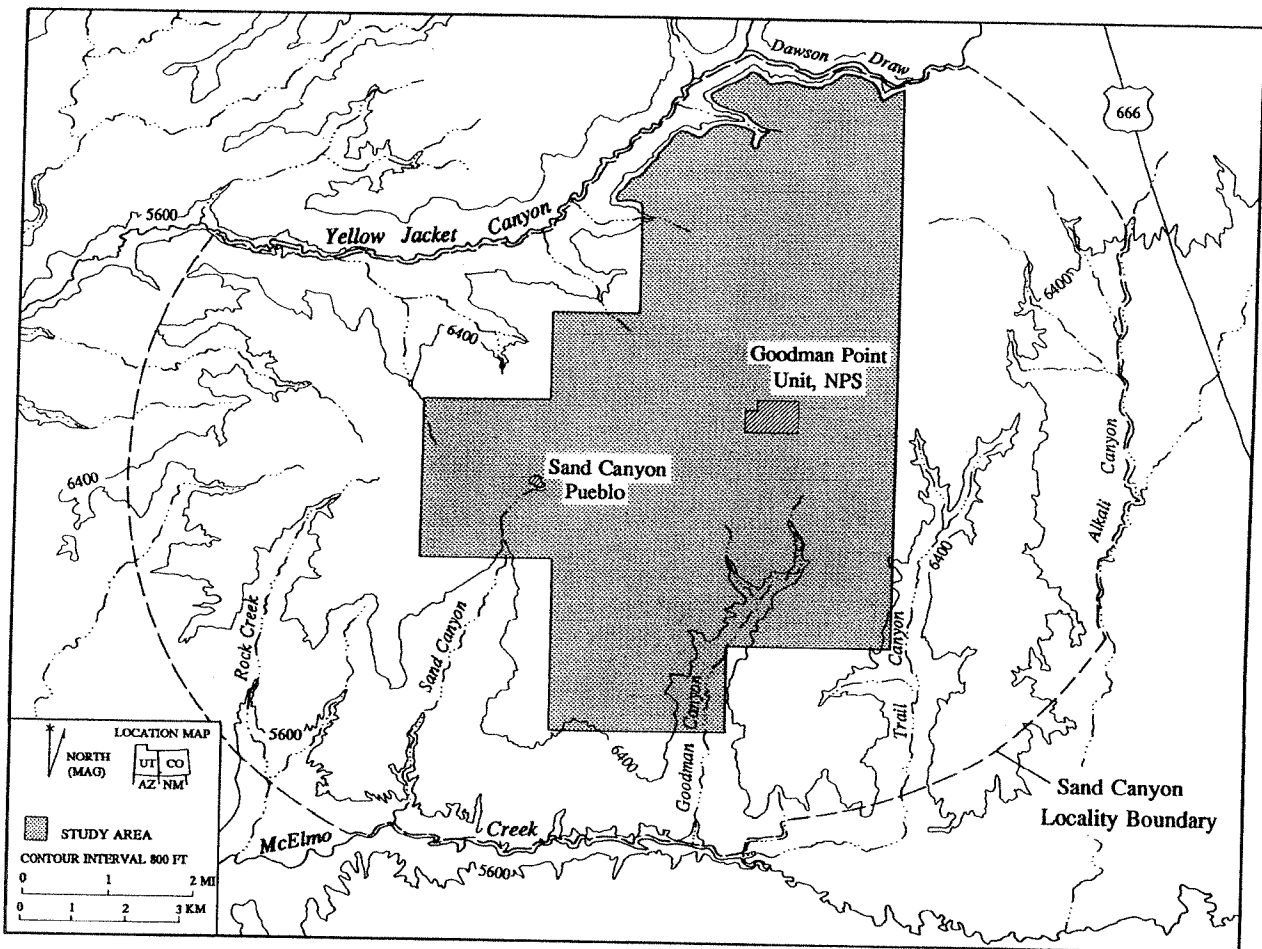 Dawson Draw
666
5600
Yellow Jacket Canyon
6400
6400
Goodman Point
Unit, NPS
Sand Canyon
Pueblo
6400
Alkali Canyon
6400
Rock Creek
Sand Canyon
Goodman Canyon
Trail Canyon
5600
6400
Sand Canyon
Locality Boundary
McElmo Creek
5600
*
NORTH
(MAG)
LOCATION MAP
UT CO
AZ NM
STUDY AREA
CONTOUR INTERVAL 800 FT
0 1 2 MI
0 1 2 3 KM